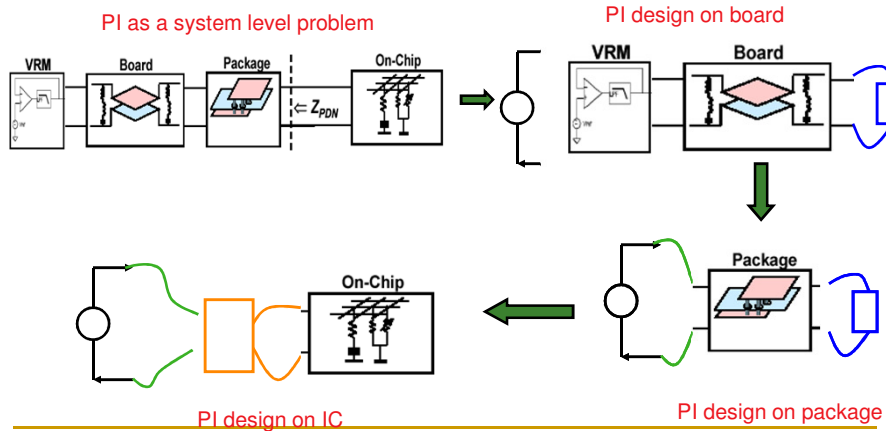 PI as a system level problem
PI design on board
VRM
Board
Package
On-Chip
⇐ Z_PDN
VRM
Board
Package
On-Chip
PI design on IC
PI design on package